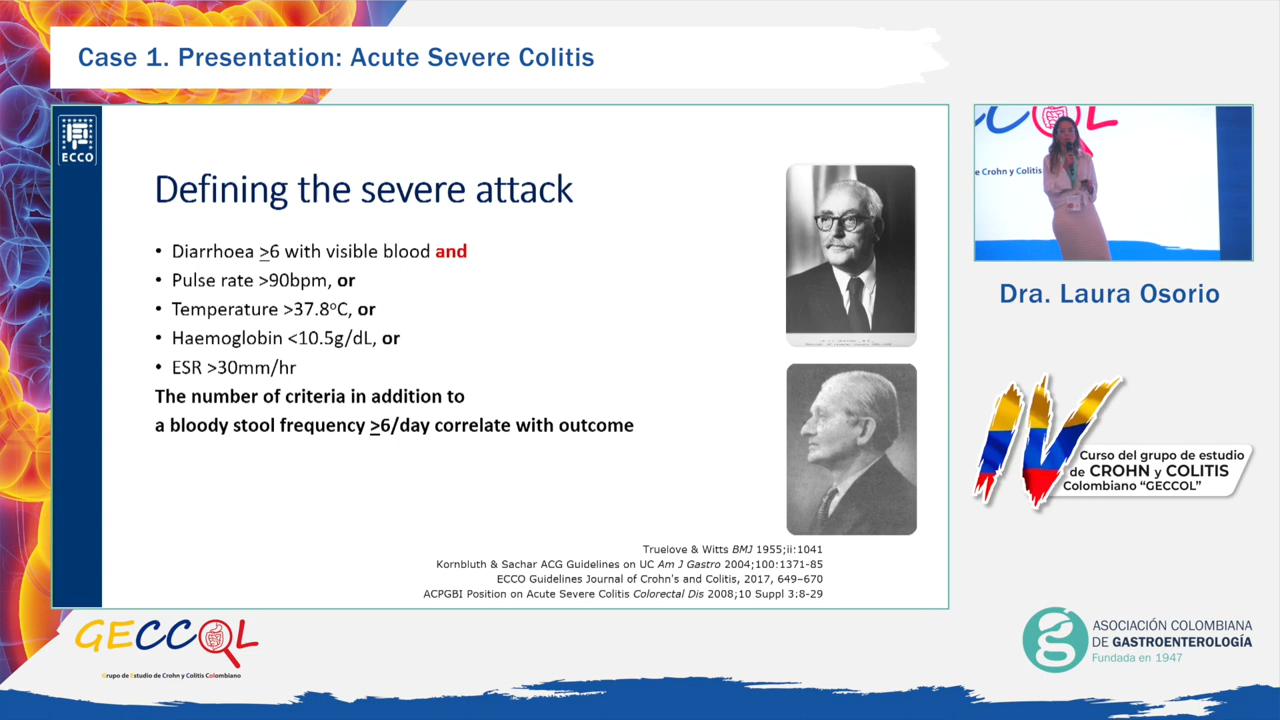 Case 1. Presentation: Acute Severe Colitis
ECCO
Defining the severe attack
• Diarrhoea ≥6 with visible blood and
• Pulse rate >90bpm, or
• Temperature >37.8ºC, or
• Haemoglobin <10.5g/dL, or
• ESR >30mm/hr
The number of criteria in addition to
a bloody stool frequency ≥6/day correlate with outcome
Truelove & Witts BMJ 1955;ii:1041
Kornbluth & Sachar ACG Guidelines on UC Am J Gastro 2004;100:1371-85
ECCO Guidelines Journal of Crohn's and Colitis, 2017, 649–670
ACPGBI Position on Acute Severe Colitis Colorectal Dis 2008;10 Suppl 3:8-29
e Crohn y Colitis
Dra. Laura Osorio
IV
Curso del grupo de estudio
de CROHN y COLITIS
Colombiano "GECCOL"
GECCOL
Grupo de Estudio de Crohn y Colitis Colombiano
ASOCIACIÓN COLOMBIANA
DE GASTROENTEROLOGÍA
Fundada en 1947